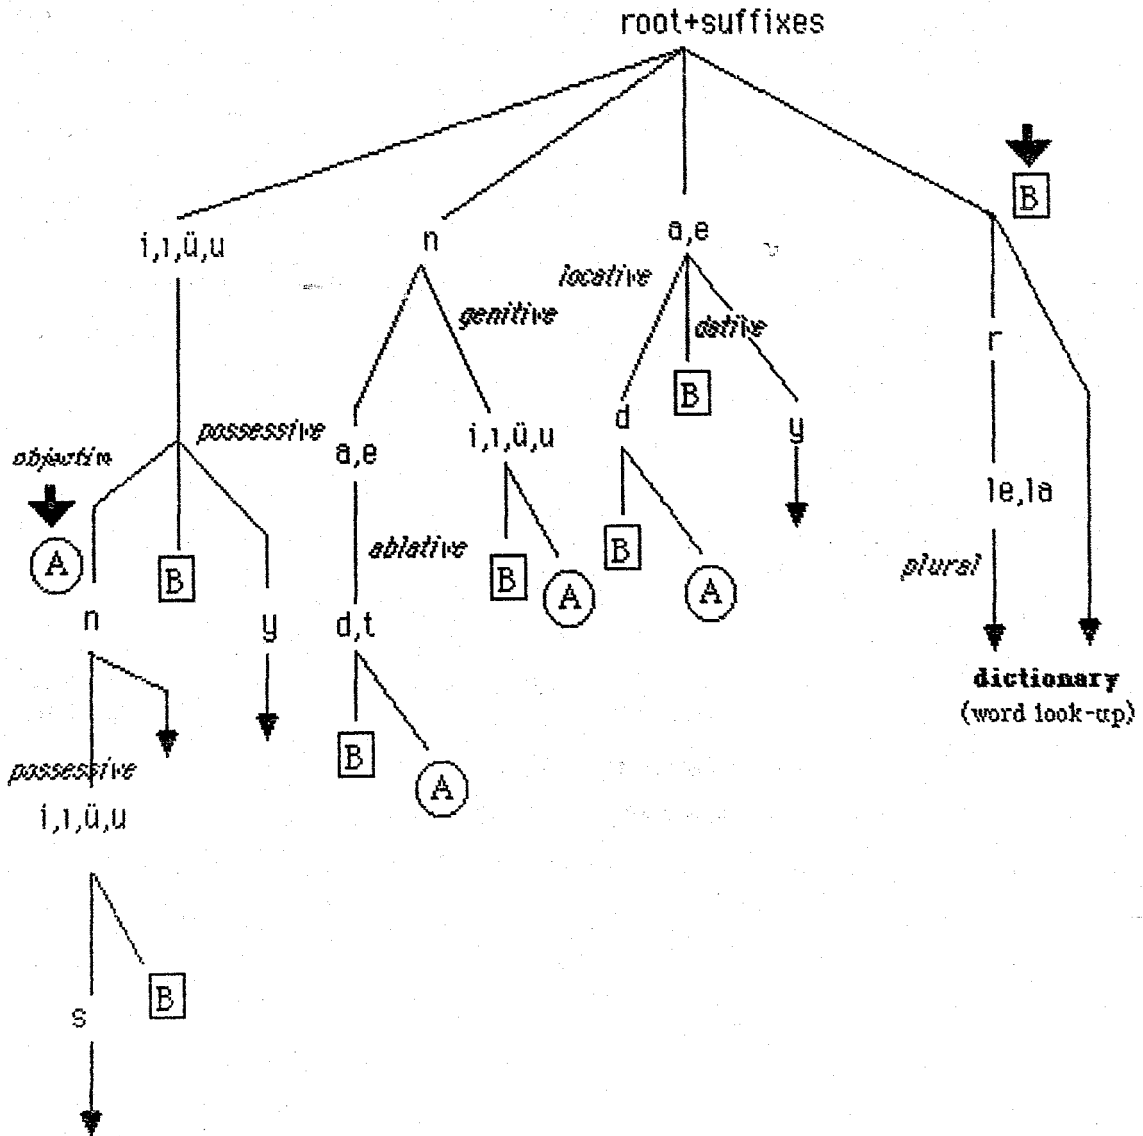 root+suffixes
B
i,ı,ü,u
n
a,e
locative
genitive
dative
r
B
d
possessive
a,e
i,ı,ü,u
y
objective
le,la
A
B
ablative
B
A
B
A
plural
n
y
d,t
dictionary
(word look-up)
B
A
possessive
i,ı,ü,u
B
s